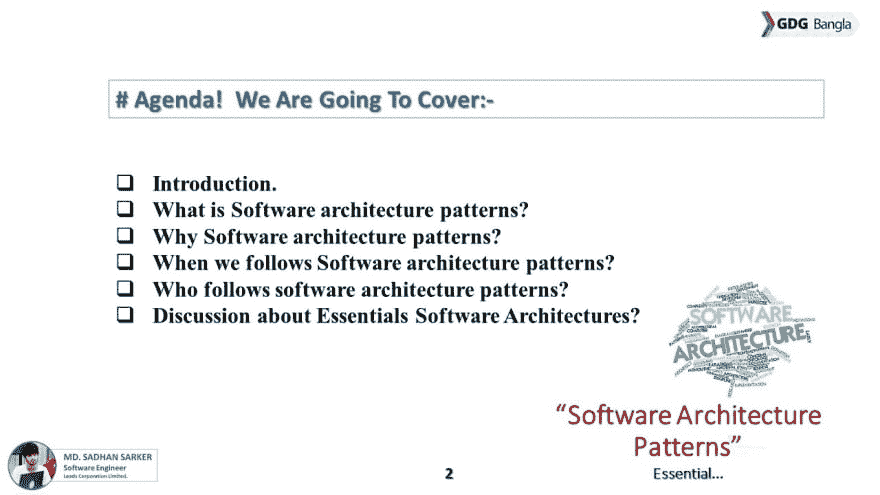 GDG Bangla
# Agenda! We Are Going To Cover:-
Introduction.
What is Software architecture patterns?
Why Software architecture patterns?
When we follows Software architecture patterns?
Who follows software architecture patterns?
Discussion about Essentials Software Architectures?
SOFTWARE
ARCHITECTURE
“Software Architecture
Patterns”
Essential...
MD. SADHAN SARKER
Software Engineer
Leads Corporation Limited.
2